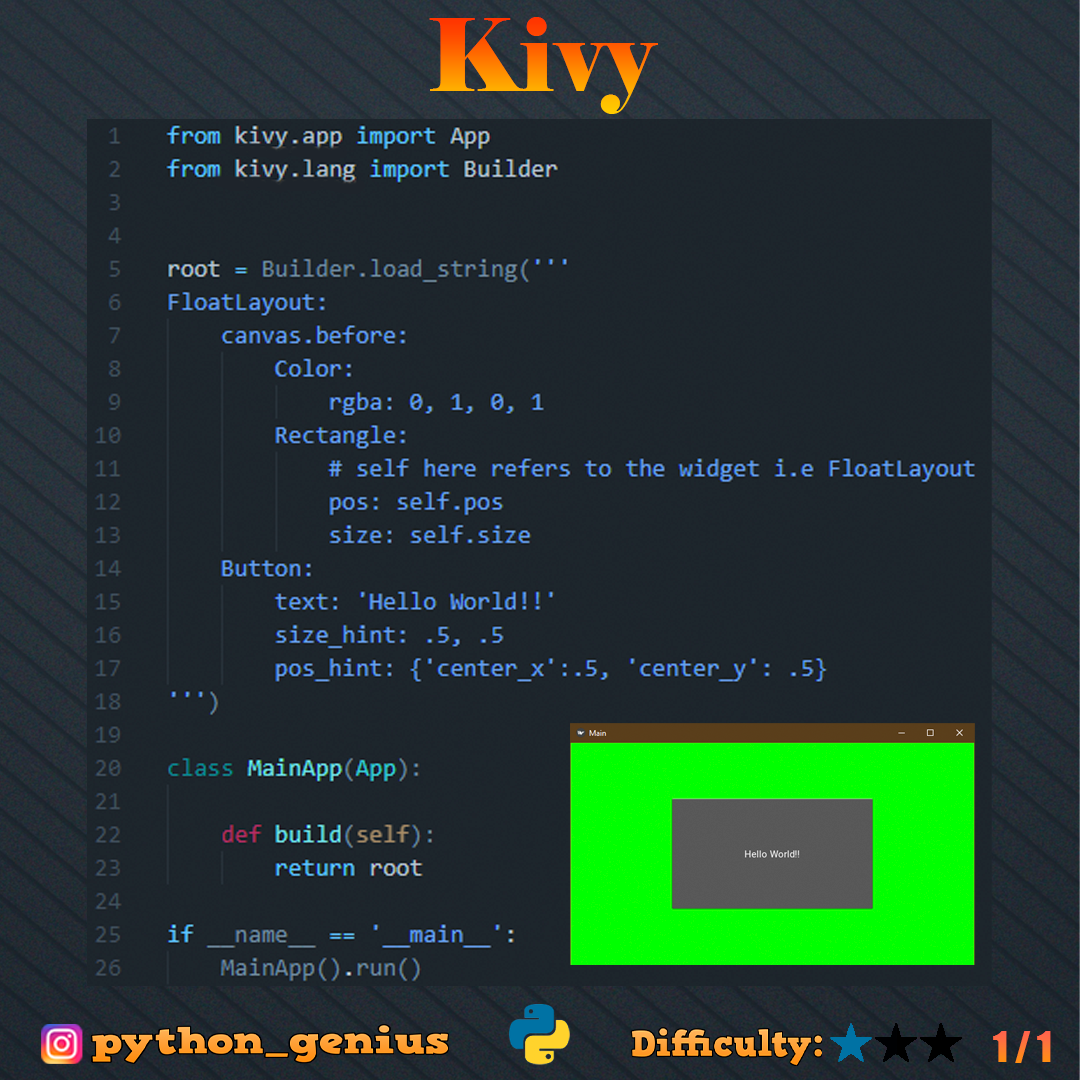 Kivy
1 from kivy.app import App
2 from kivy.lang import Builder
3
4
5 root = Builder.load_string('''
6 FloatLayout:
7     canvas.before:
8         Color:
9             rgba: 0, 1, 0, 1
10         Rectangle:
11             # self here refers to the widget i.e FloatLayout
12             pos: self.pos
13             size: self.size
14     Button:
15         text: 'Hello World!!'
16         size_hint: .5, .5
17         pos_hint: {'center_x':.5, 'center_y': .5}
18 ''')
19
20 class MainApp(App):
21
22     def build(self):
23         return root
24
25 if __name__ == '__main__':
26     MainApp().run()
Main
Hello World!!
python_genius
Difficulty:
1/1